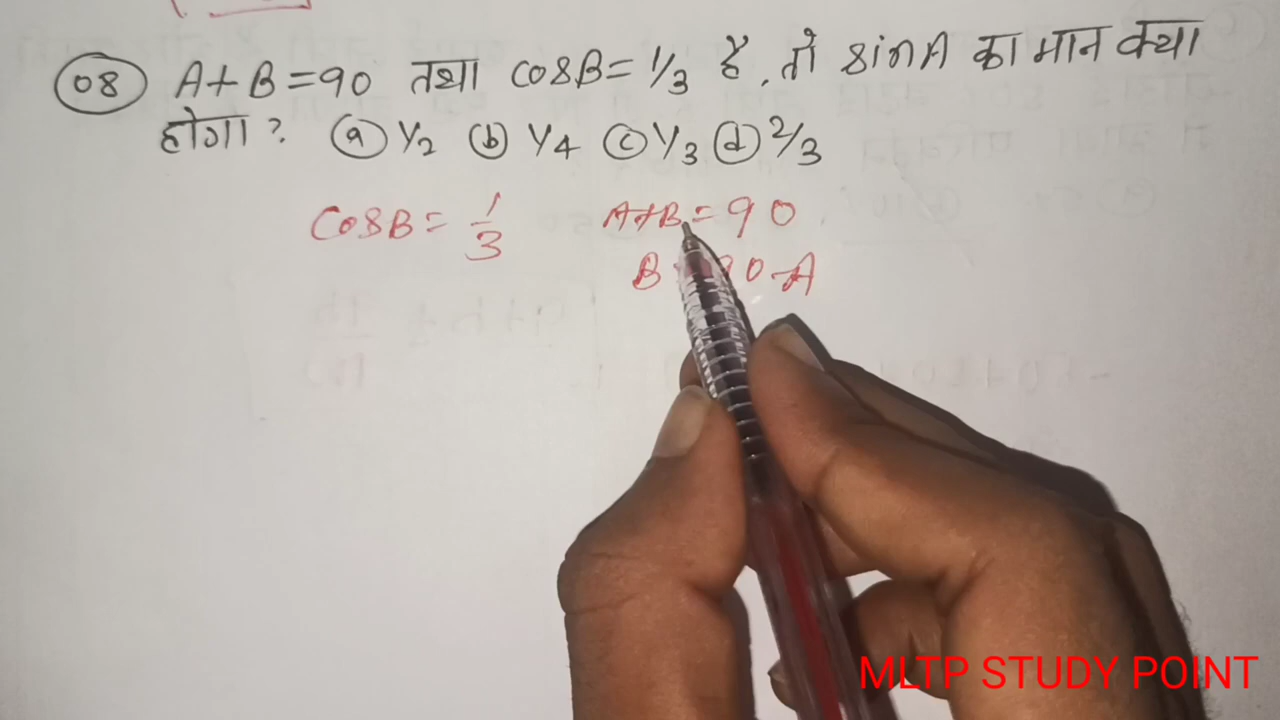 08 A+B=90 तथा cosB=1/3 है, तो sinA का मान क्या
होगा? (a) 1/2 (b) 1/4 (c) 1/3 (d) 2/3
cosB= 1/3 A+B=90
B 90-A
MLTP STUDY POINT